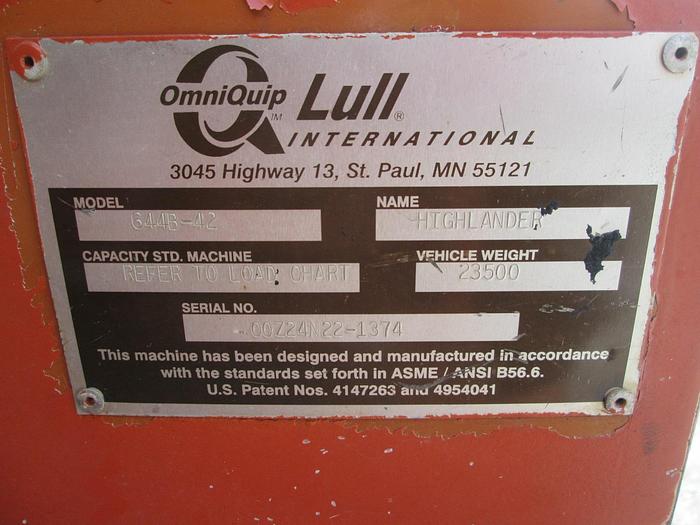 OmniQuip TM Lull ®
INTERNATIONAL
3045 Highway 13, St. Paul, MN 55121
MODEL NAME
644B-42 HIGHLANDER
CAPACITY STD. MACHINE VEHICLE WEIGHT
REFER TO LOAD CHART 23500
SERIAL NO.
00Z24N22-1374
This machine has been designed and manufactured in accordance
with the standards set forth in ASME / ANSI B56.6.
U.S. Patent Nos. 4147263 and 4954041